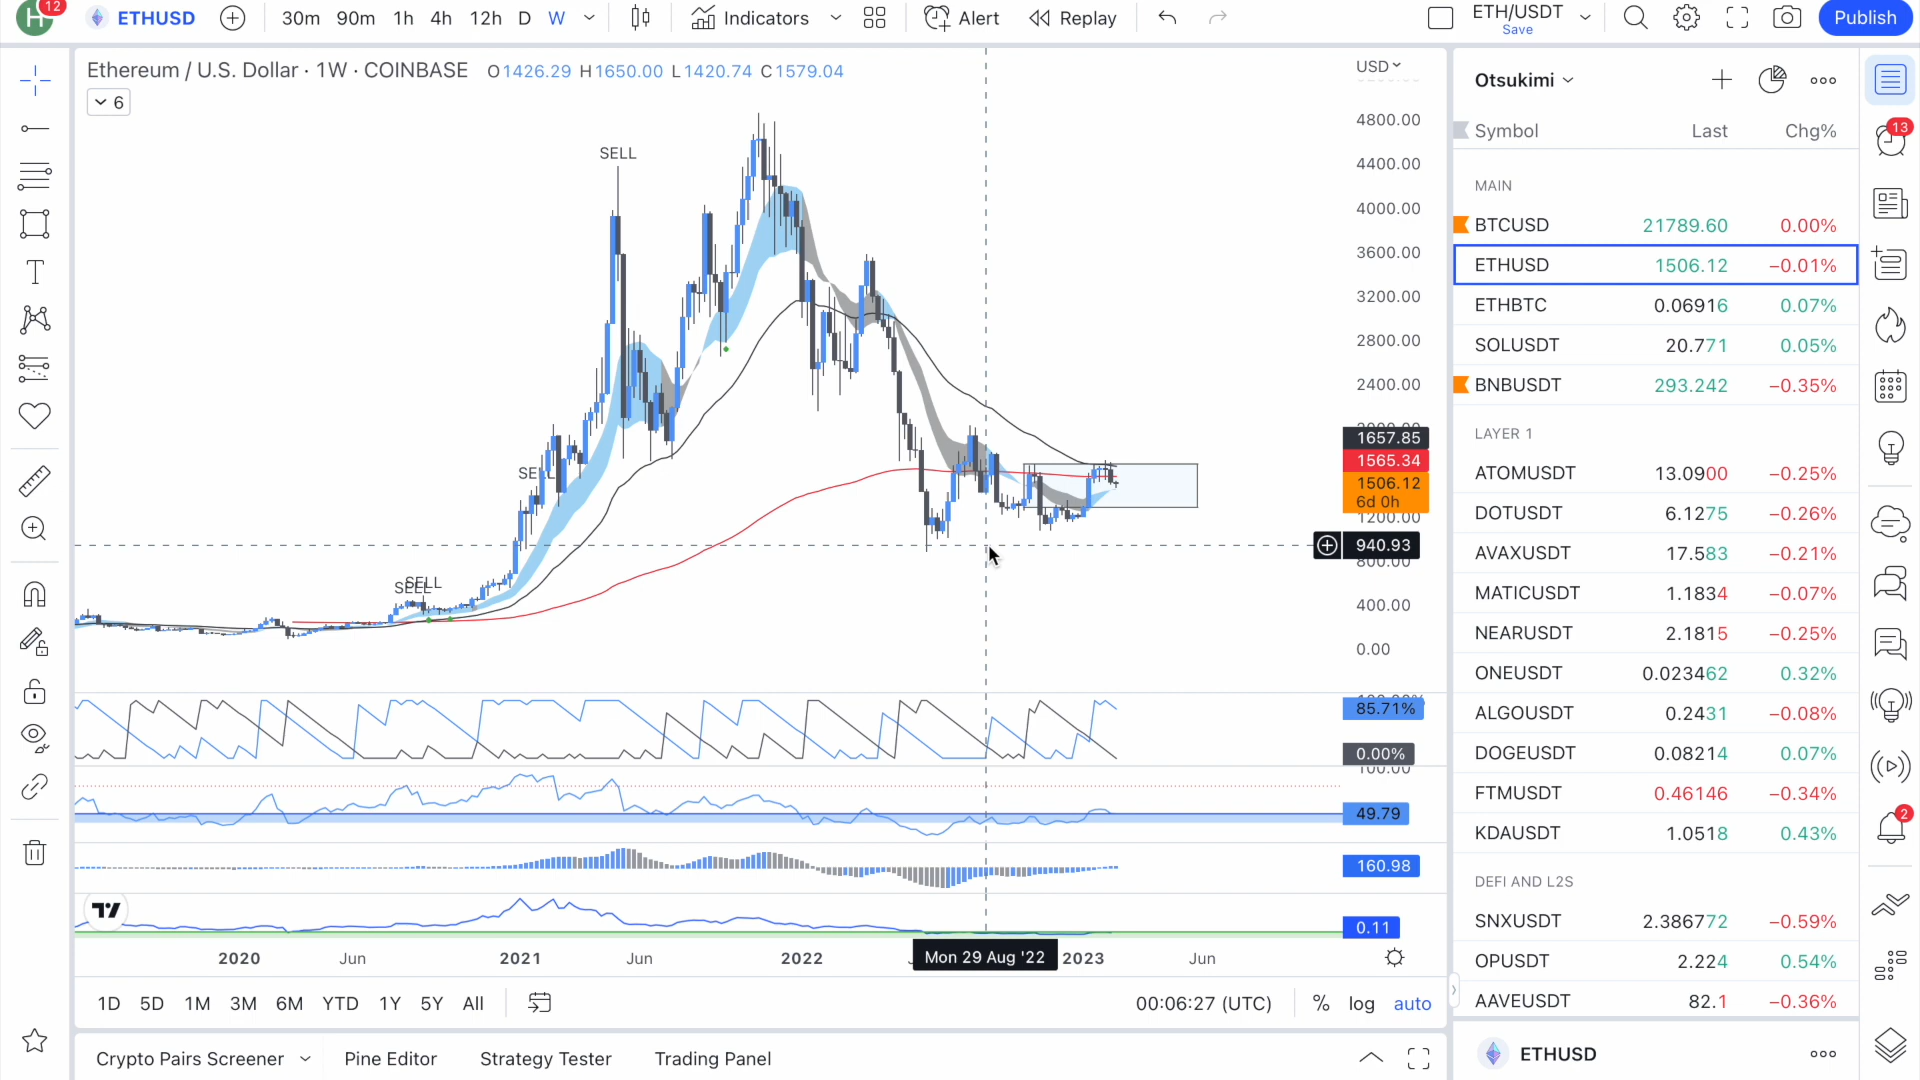 H 12 ETHUSD 30m 90m 1h 4h 12h D W Indicators Alert Replay ETH/USDT Save Publish
Ethereum / U.S. Dollar · 1W · COINBASE O1426.29 H1650.00 L1420.74 C1579.04 USD
6
4800.00
4400.00
4000.00
3600.00
3200.00
2800.00
2400.00
1657.85
1565.34
1506.12
6d 0h
1200.00
940.93
800.00
400.00
0.00
SELL
SELL
SELL
SELL
85.71%
0.00%
100.00
49.79
160.98
0.11
2020 Jun 2021 Jun 2022 Mon 29 Aug '22 2023 Jun
1D 5D 1M 3M 6M YTD 1Y 5Y All 00:06:27 (UTC) % log auto
Crypto Pairs Screener Pine Editor Strategy Tester Trading Panel
Otsukimi
Symbol Last Chg%
MAIN
BTCUSD 21789.60 0.00%
ETHUSD 1506.12 −0.01%
ETHBTC 0.06916 0.07%
SOLUSDT 20.771 0.05%
BNBUSDT 293.242 −0.35%
LAYER 1
ATOMUSDT 13.0900 −0.25%
DOTUSDT 6.1275 −0.26%
AVAXUSDT 17.583 −0.21%
MATICUSDT 1.1834 −0.07%
NEARUSDT 2.1815 −0.25%
ONEUSDT 0.023462 0.32%
ALGOUSDT 0.2431 −0.08%
DOGEUSDT 0.08214 0.07%
FTMUSDT 0.46146 −0.34%
KDAUSDT 1.0518 0.43%
DEFI AND L2S
SNXUSDT 2.386772 −0.59%
OPUSDT 2.224 0.54%
AAVEUSDT 82.1 −0.36%
ETHUSD
13
2